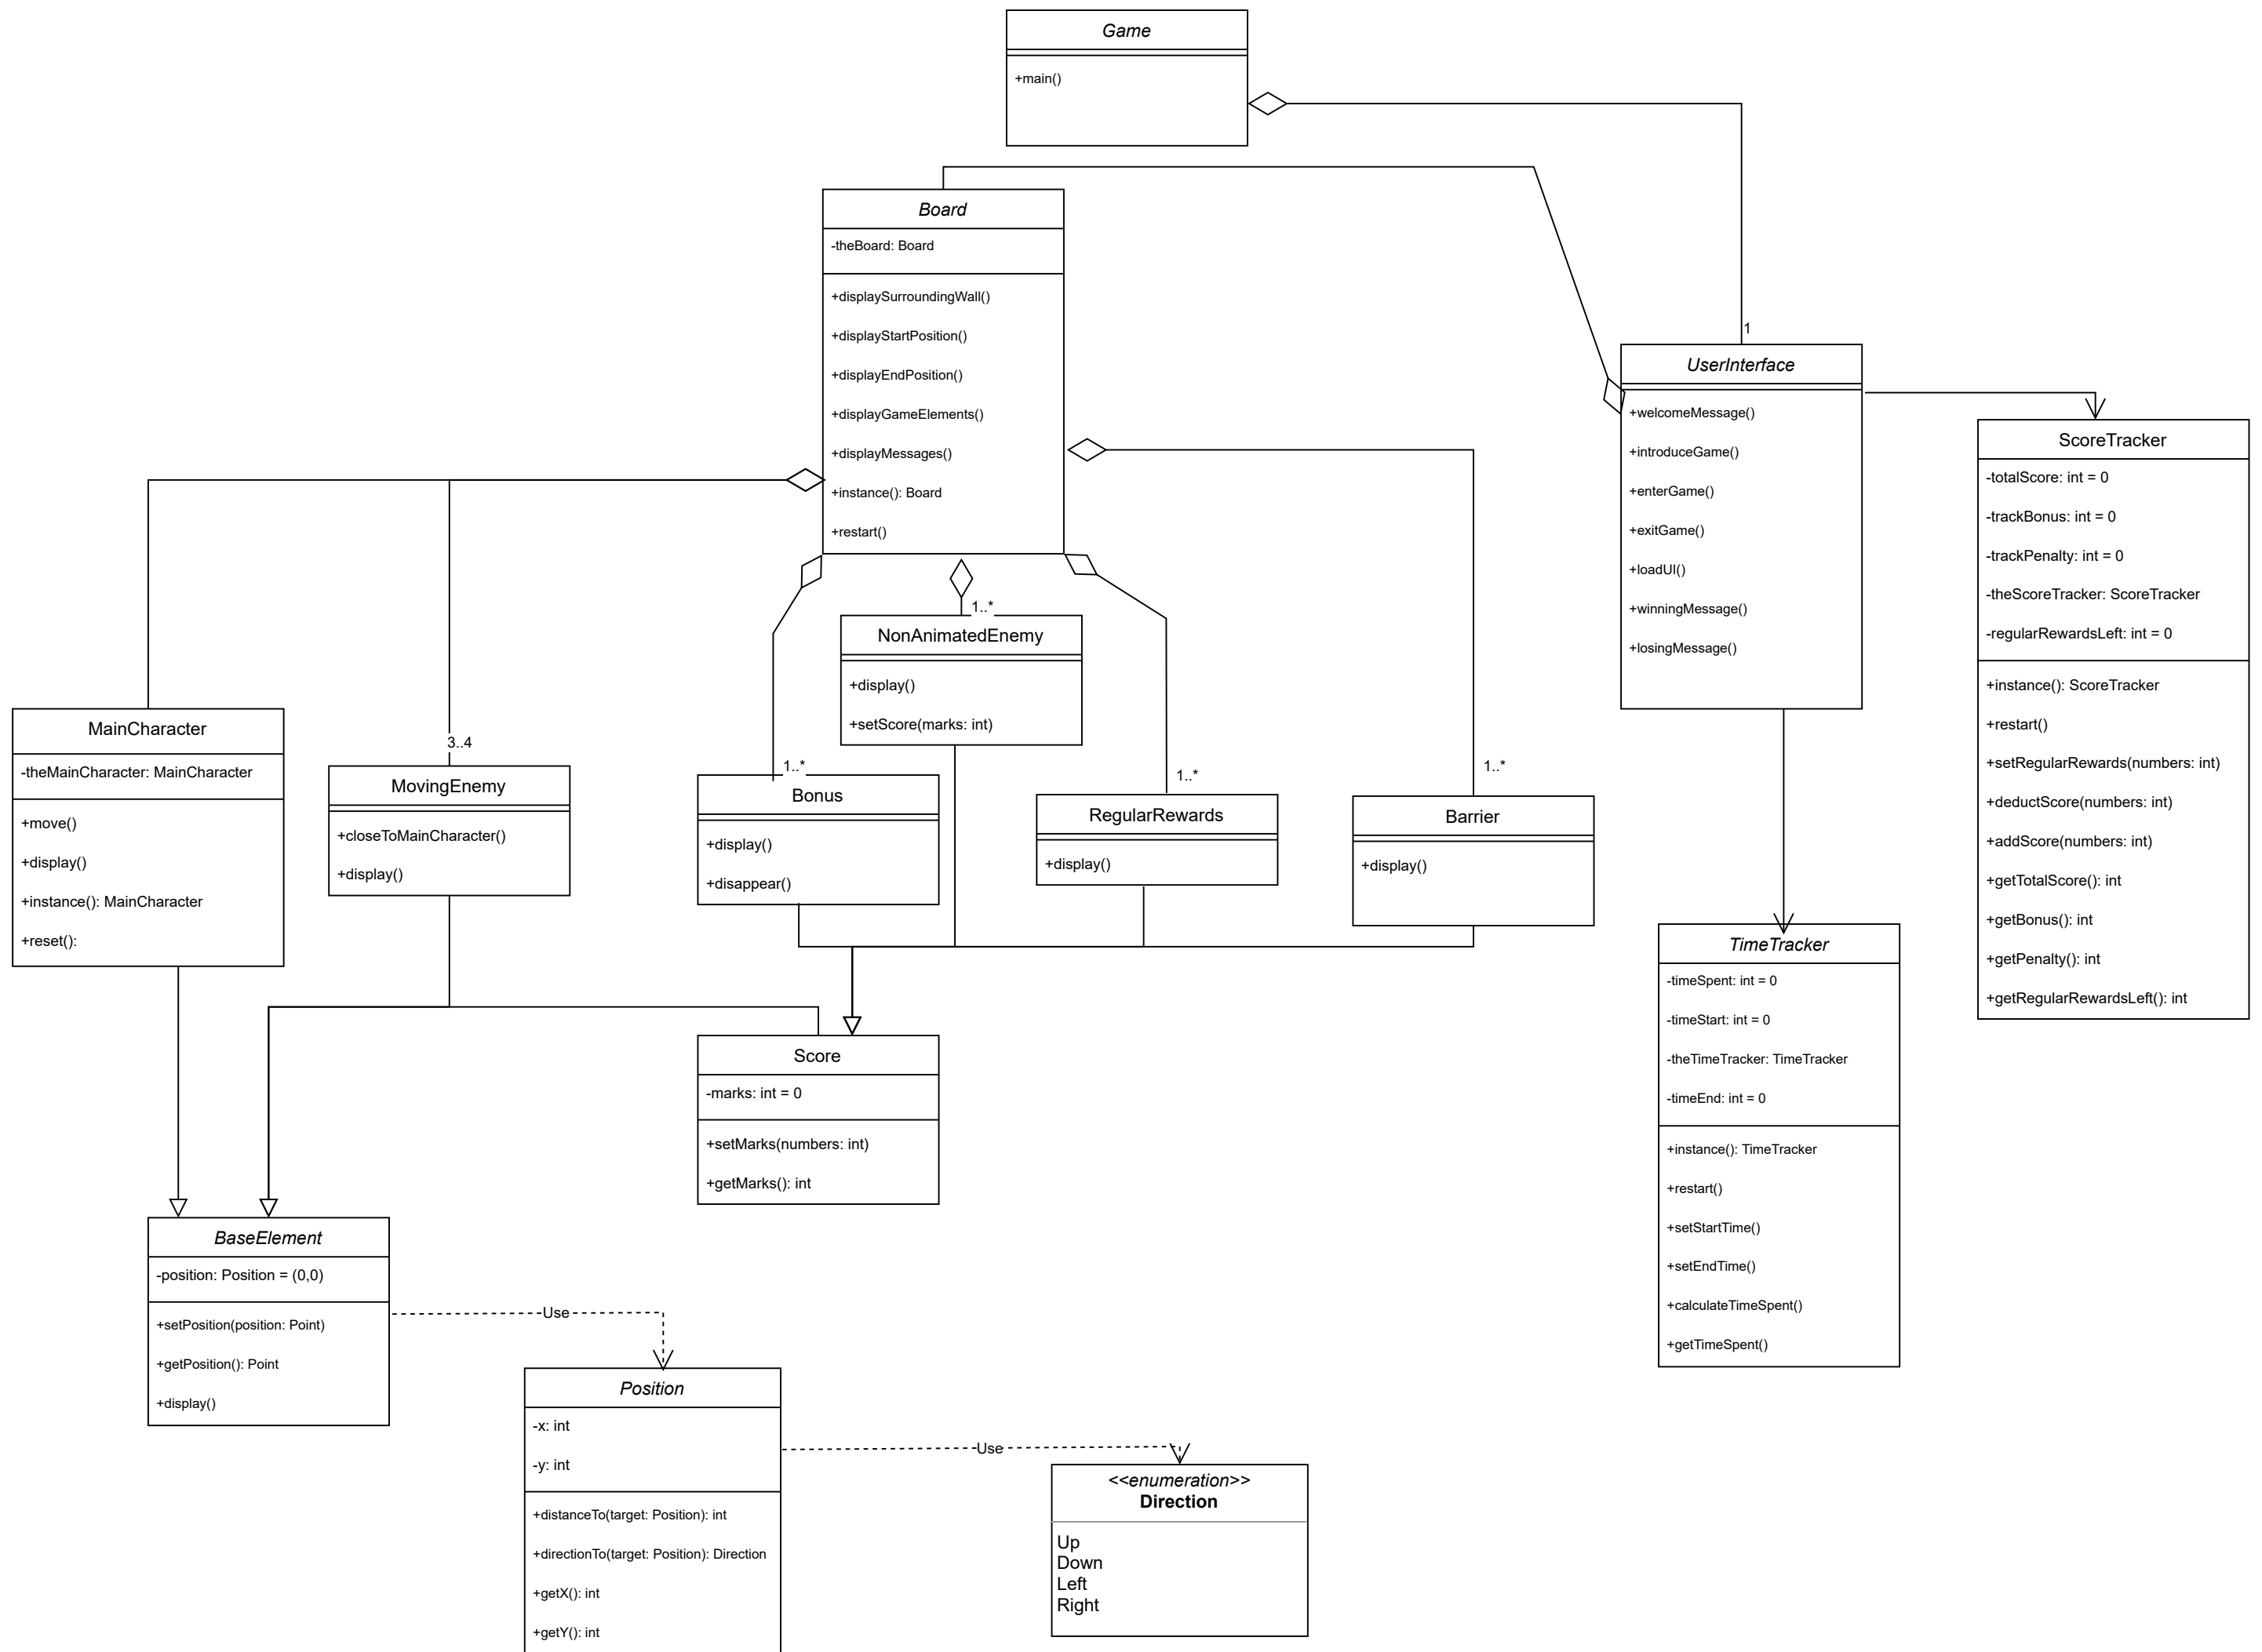 Game
+main()
Board
-theBoard: Board
+displaySurroundingWall()
+displayStartPosition()
+displayEndPosition()
+displayGameElements()
+displayMessages()
+instance(): Board
+restart()
1
UserInterface
+welcomeMessage()
+introduceGame()
+enterGame()
+exitGame()
+loadUI()
+winningMessage()
+losingMessage()
ScoreTracker
-totalScore: int = 0
-trackBonus: int = 0
-trackPenalty: int = 0
-theScoreTracker: ScoreTracker
-regularRewardsLeft: int = 0
+instance(): ScoreTracker
+restart()
+setRegularRewards(numbers: int)
+deductScore(numbers: int)
+addScore(numbers: int)
+getTotalScore(): int
+getBonus(): int
+getPenalty(): int
+getRegularRewardsLeft(): int
MainCharacter
-theMainCharacter: MainCharacter
+move()
+display()
+instance(): MainCharacter
+reset():
3..4
MovingEnemy
+closeToMainCharacter()
+display()
1..*
Bonus
+display()
+disappear()
1..*
NonAnimatedEnemy
+display()
+setScore(marks: int)
1..*
RegularRewards
+display()
1..*
Barrier
+display()
TimeTracker
-timeSpent: int = 0
-timeStart: int = 0
-theTimeTracker: TimeTracker
-timeEnd: int = 0
+instance(): TimeTracker
+restart()
+setStartTime()
+setEndTime()
+calculateTimeSpent()
+getTimeSpent()
Score
-marks: int = 0
+setMarks(numbers: int)
+getMarks(): int
BaseElement
-position: Position = (0,0)
+setPosition(position: Point)
+getPosition(): Point
+display()
Use
Position
-x: int
-y: int
+distanceTo(target: Position): int
+directionTo(target: Position): Direction
+getX(): int
+getY(): int
Use
<<enumeration>>
Direction
Up
Down
Left
Right